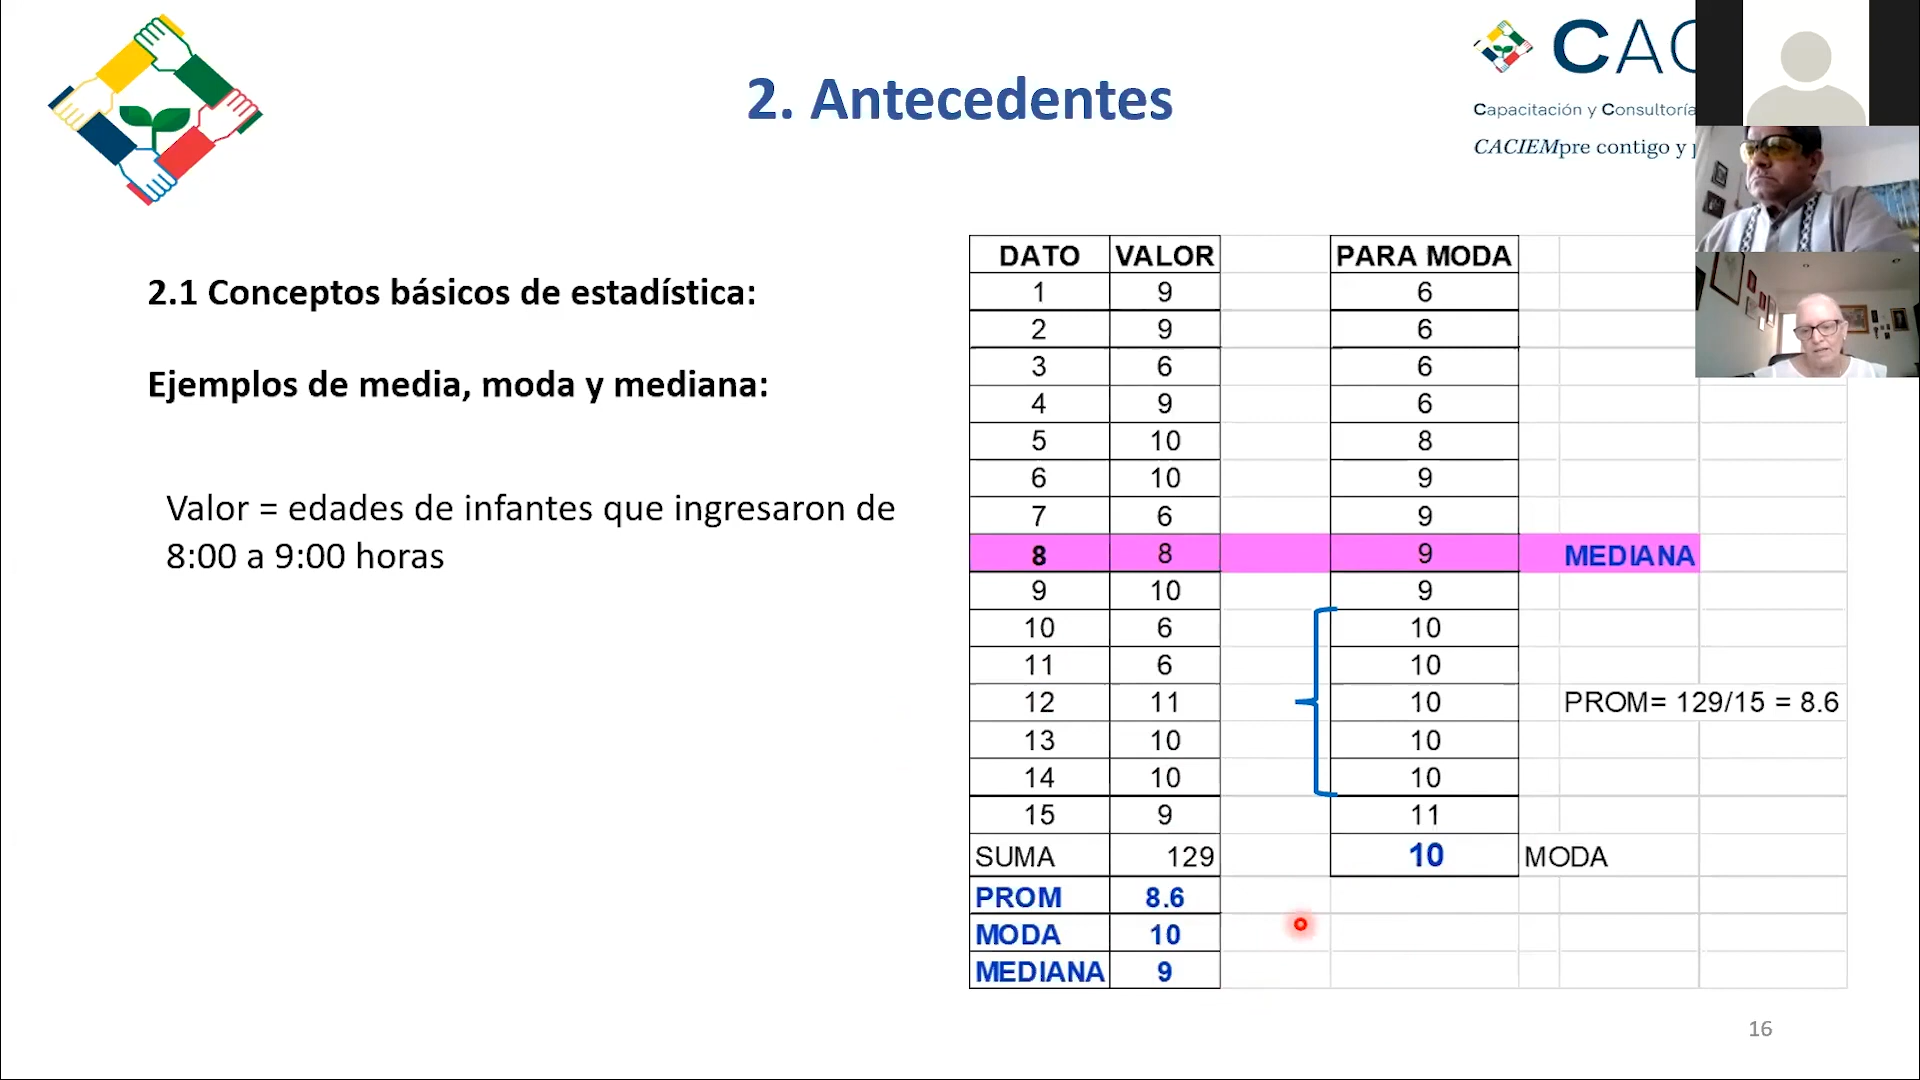 2. Antecedentes
CAC
Capacitación y Consultoría
CACIEMpre contigo y
2.1 Conceptos básicos de estadística:
Ejemplos de media, moda y mediana:
Valor = edades de infantes que ingresaron de
8:00 a 9:00 horas
DATO VALOR PARA MODA
1 9 6
2 9 6
3 6 6
4 9 6
5 10 8
6 10 9
7 6 9
8 8 9 MEDIANA
9 10 9
10 6 10
11 6 10
12 11 10 PROM= 129/15 = 8.6
13 10 10
14 10 10
15 9 11
SUMA 129 10 MODA
PROM 8.6
MODA 10
MEDIANA 9
16